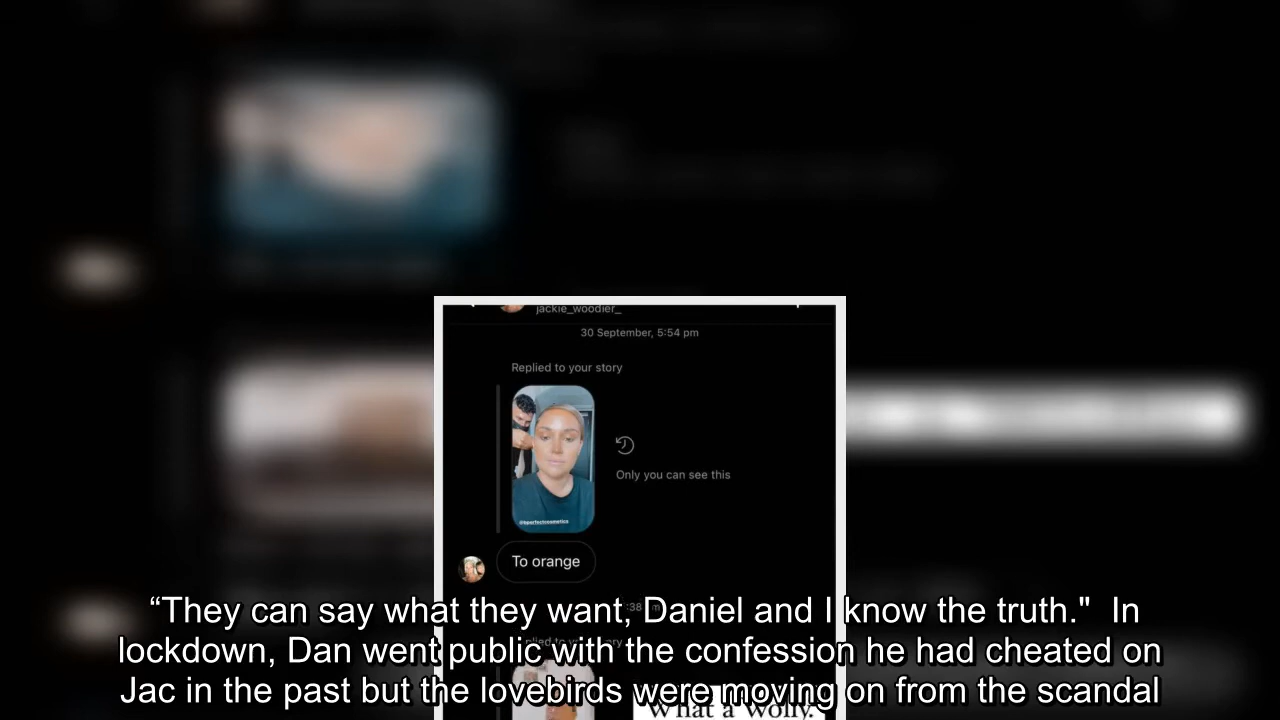 jackie_woodier_
30 September, 5:54 pm
Replied to your story
Only you can see this
@bperfectcosmetics
To orange
“They can say what they want, Daniel and I know the truth." In
lockdown, Dan went public with the confession he had cheated on
Jac in the past but the lovebirds were moving on from the scandal
What a Wolly.